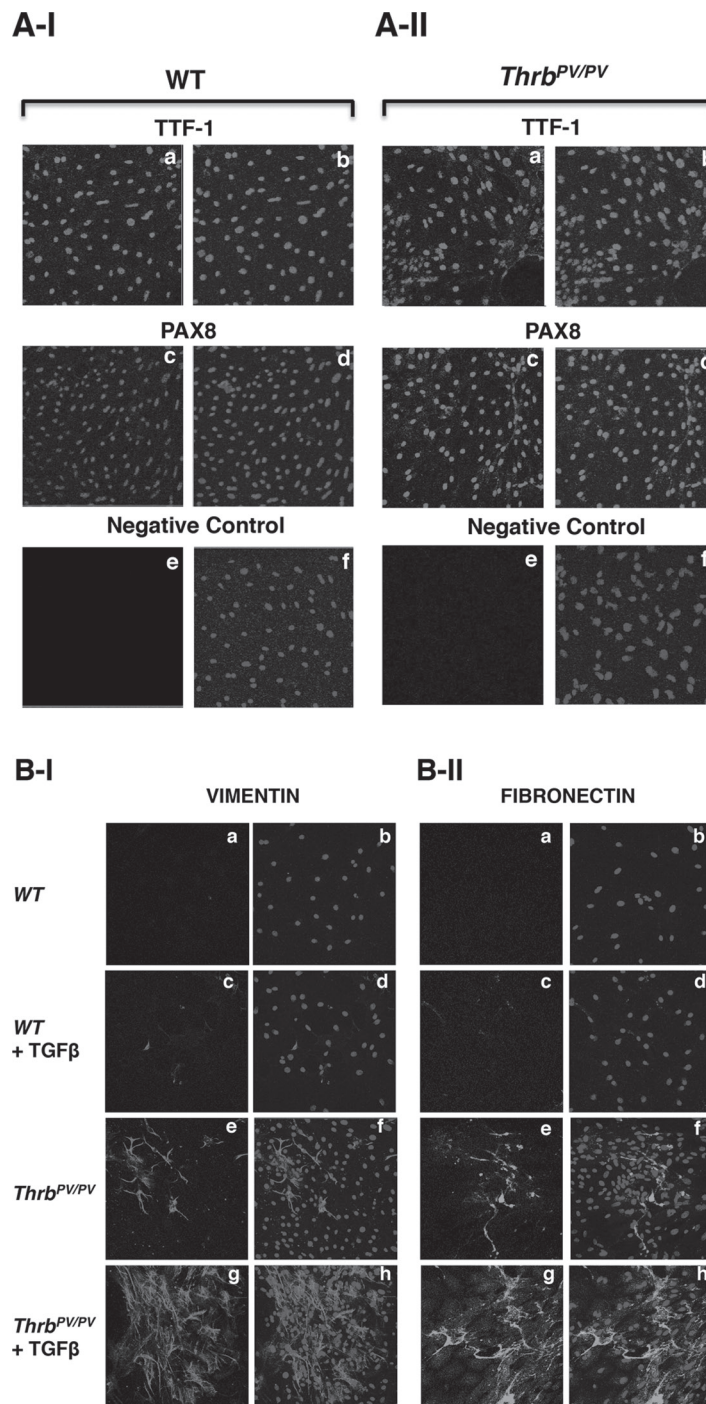 A-I
A-II
WT
Thrb^PV/PV
TTF-1
TTF-1
a
b
a
b
PAX8
PAX8
c
d
c
d
Negative Control
Negative Control
e
f
e
f
B-I
B-II
VIMENTIN
FIBRONECTIN
WT
a
b
a
b
WT
+ TGFβ
c
d
c
d
Thrb^PV/PV
e
f
e
f
Thrb^PV/PV
+ TGFβ
g
h
g
h